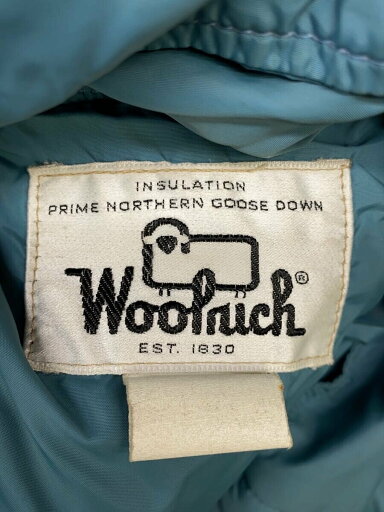 INSULATION
PRIME NORTHERN GOOSE DOWN
Woolrich®
EST. 1830